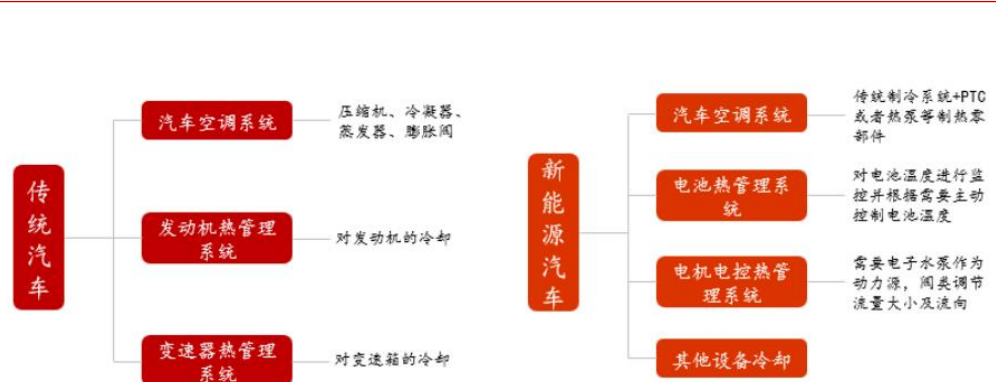 传统汽车
汽车空调系统
压缩机、冷凝器、
蒸发器、膨胀阀
发动机热管理
系统
对发动机的冷却
变速器热管理
系统
对变速箱的冷却
新能源汽车
汽车空调系统
传统制冷系统+PTC
或者热泵等制热零
部件
电池热管理系
统
对电池温度进行监
控并根据需要主动
控制电池温度
电机电控热管
理系统
需要电子水泵作为
动力源，阀类调节
流量大小及流向
其他设备冷却